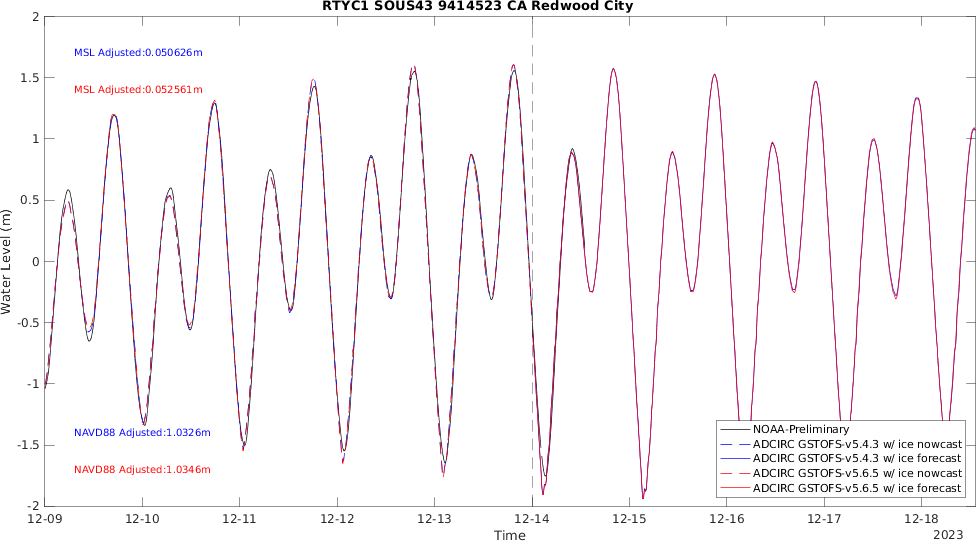 RTYC1 SOUS43 9414523 CA Redwood City
MSL Adjusted:0.050626m
MSL Adjusted:0.052561m
NAVD88 Adjusted:1.0326m
NAVD88 Adjusted:1.0346m
Water Level (m)
2
1.5
1
0.5
0
-0.5
-1
-1.5
-2
NOAA-Preliminary
ADCIRC GSTOFS-v5.4.3 w/ ice nowcast
ADCIRC GSTOFS-v5.4.3 w/ ice forecast
ADCIRC GSTOFS-v5.6.5 w/ ice nowcast
ADCIRC GSTOFS-v5.6.5 w/ ice forecast
12-09 12-10 12-11 12-12 12-13 12-14 12-15 12-16 12-17 12-18
Time
2023